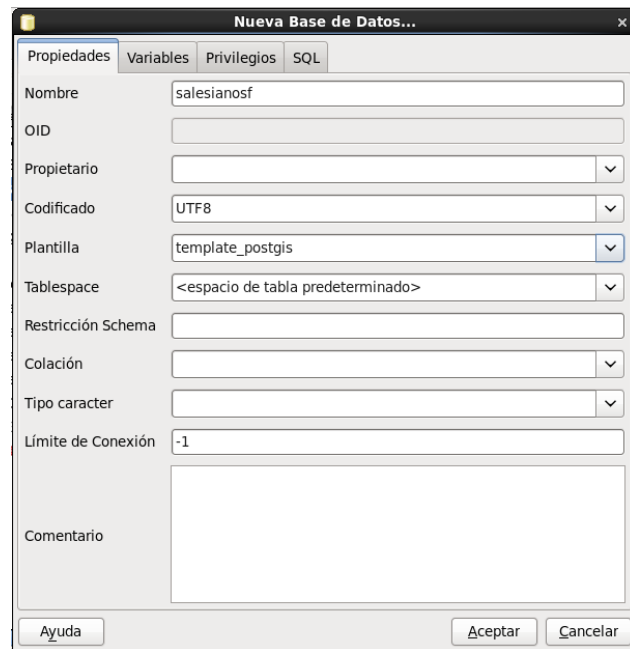 Nueva Base de Datos...
Propiedades Variables Privilegios SQL
Nombre salesianosf
OID
Propietario
Codificado UTF8
Plantilla template_postgis
Tablespace <espacio de tabla predeterminado>
Restricción Schema
Colación
Tipo caracter
Límite de Conexión -1
Comentario
Ayuda Aceptar Cancelar